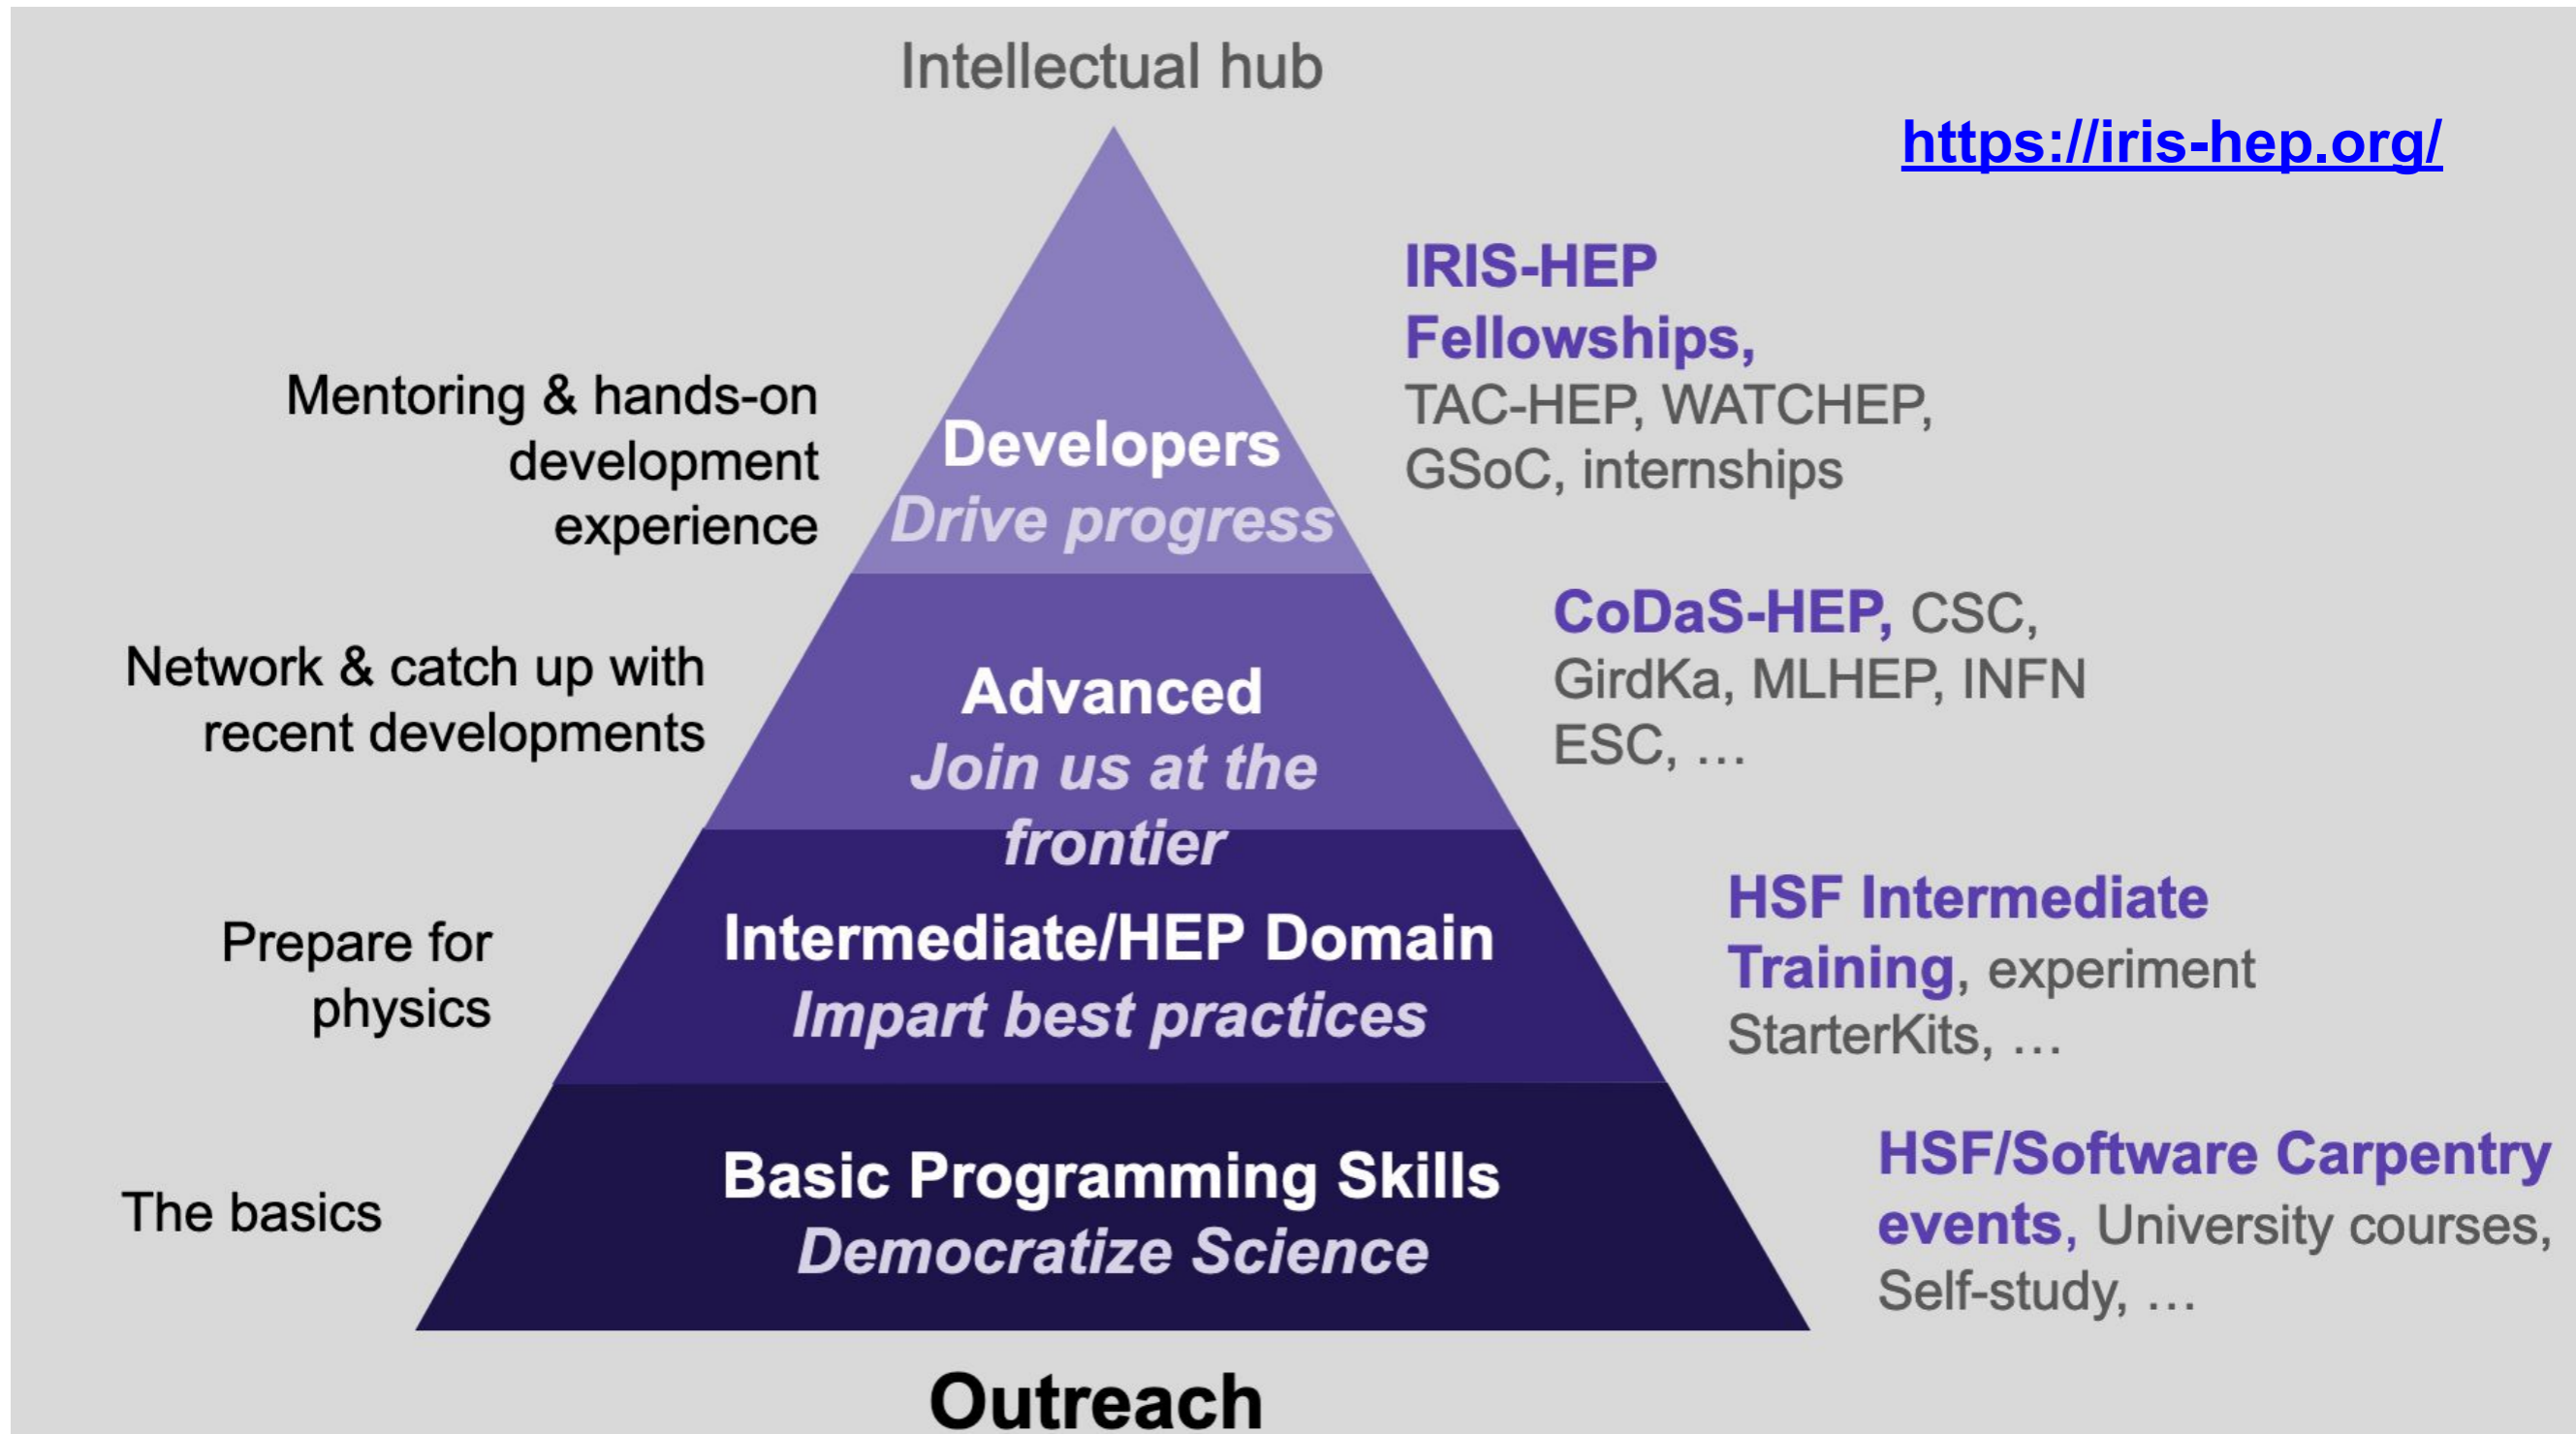 Intellectual hub
https://iris-hep.org/
Mentoring & hands-on
development
experience
Developers
Drive progress
IRIS-HEP
Fellowships,
TAC-HEP, WATCHEP,
GSoC, internships
Network & catch up with
recent developments
Advanced
Join us at the
frontier
CoDaS-HEP, CSC,
GirdKa, MLHEP, INFN
ESC, …
Prepare for
physics
Intermediate/HEP Domain
Impart best practices
HSF Intermediate
Training, experiment
StarterKits, …
The basics
Basic Programming Skills
Democratize Science
HSF/Software Carpentry
events, University courses,
Self-study, …
Outreach